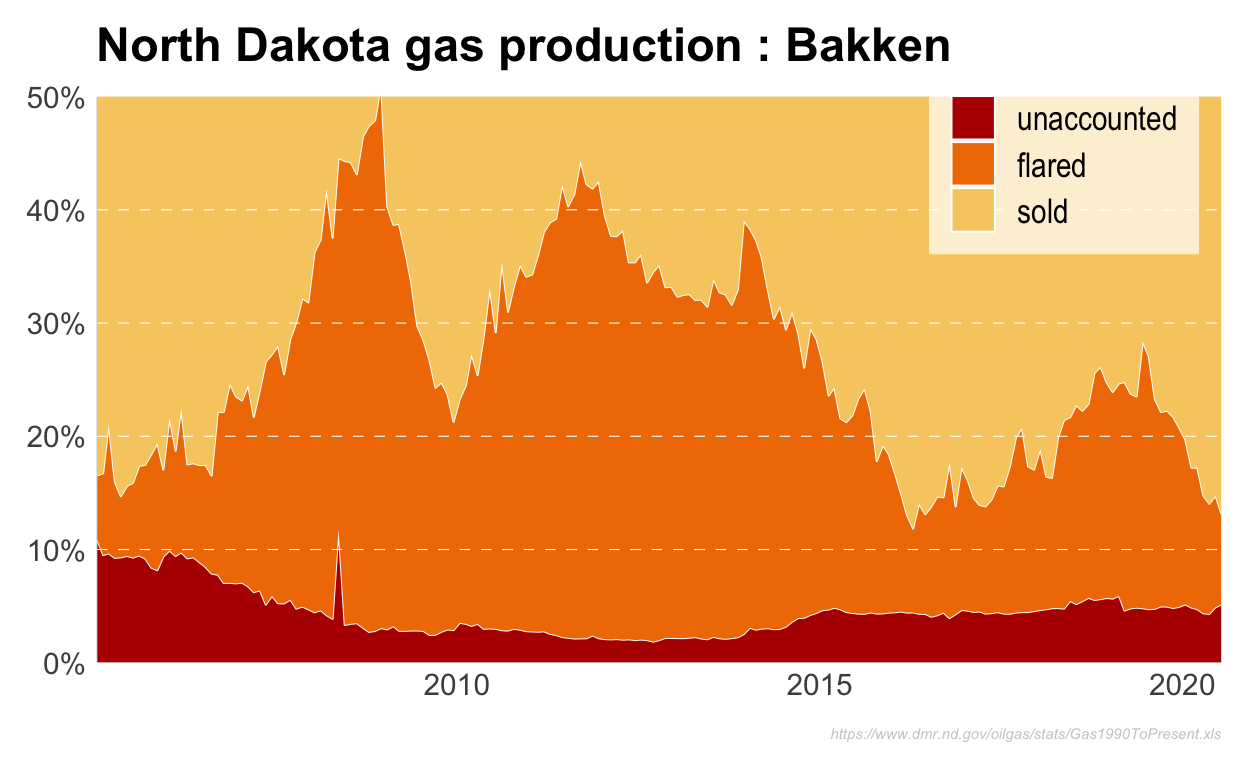 North Dakota gas production : Bakken
50%
unaccounted
flared
40%
sold
30%
20%
10%
0%
2010
2015
2020
https://www.dmr.nd.gov/oilgas/stats/Gas1990ToPresent.xls